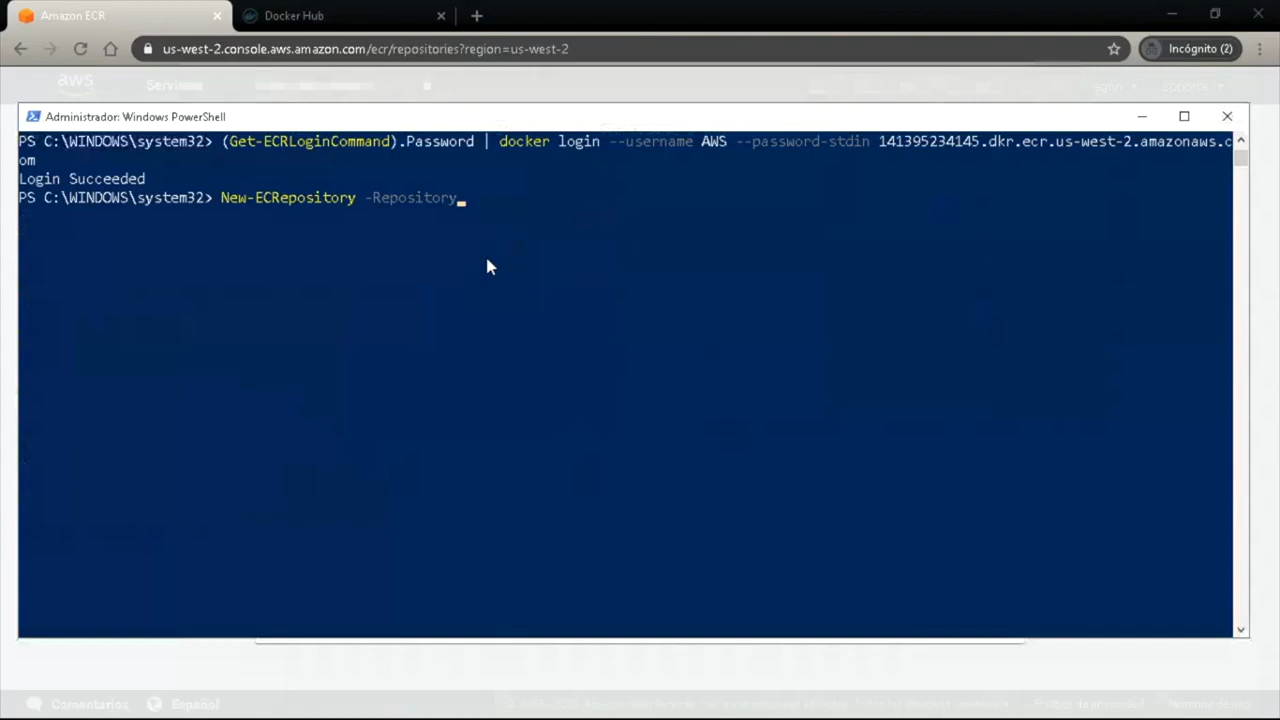 Amazon ECR
Docker Hub
us-west-2.console.aws.amazon.com/ecr/repositories?region=us-west-2
Incógnito (2)
aws
Administrador: Windows PowerShell
PS C:\WINDOWS\system32> (Get-ECRLoginCommand).Password | docker login --username AWS --password-stdin 141395234145.dkr.ecr.us-west-2.amazonaws.c
om
Login Succeeded
PS C:\WINDOWS\system32> New-ECRepository -Repository
Comentarios
Español